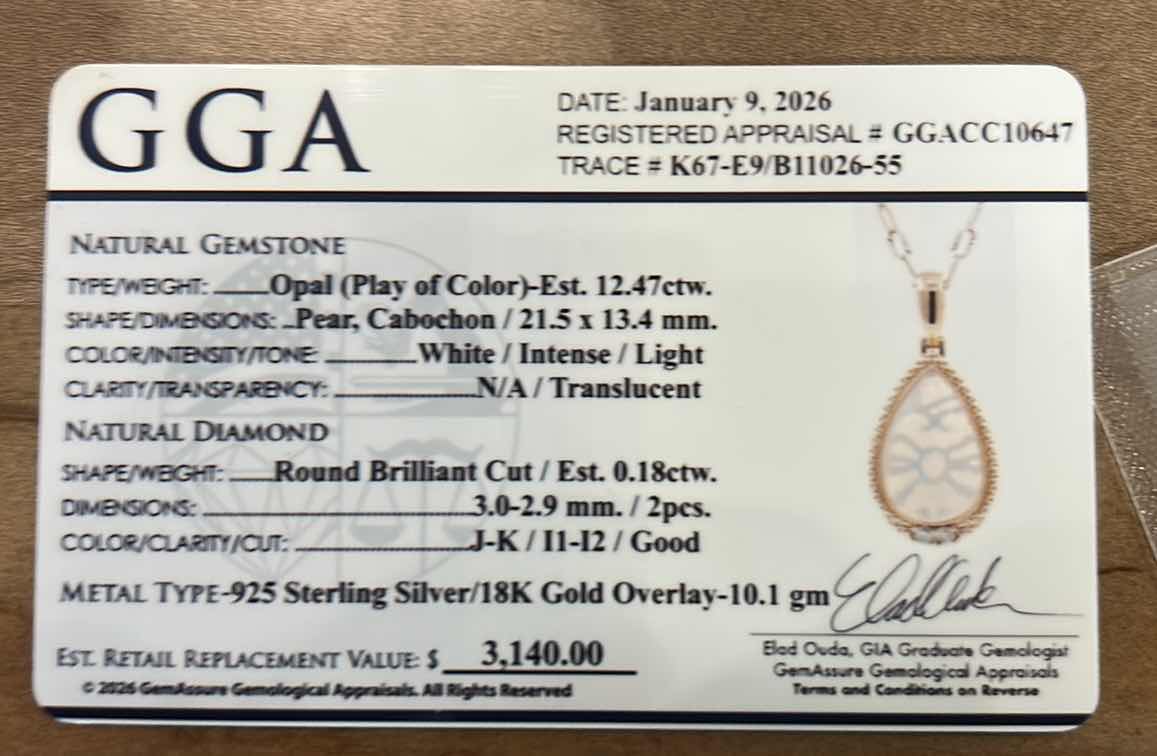 GGA
DATE: January 9, 2026
REGISTERED APPRAISAL # GGACC10647
TRACE # K67-E9/B11026-55
NATURAL GEMSTONE
TYPE/WEIGHT: Opal (Play of Color)-Est. 12.47ctw.
SHAPE/DIMENSIONS: Pear, Cabochon / 21.5 x 13.4 mm.
COLOR/INTENSITY/TONE: White / Intense / Light
CLARITY/TRANSPARENCY: N/A / Translucent
NATURAL DIAMOND
SHAPE/WEIGHT: Round Brilliant Cut / Est. 0.18ctw.
DIMENSIONS: 3.0-2.9 mm. / 2pcs.
COLOR/CLARITY/CUT: J-K / I1-I2 / Good
METAL TYPE-925 Sterling Silver/18K Gold Overlay-10.1 gm
EST. RETAIL REPLACEMENT VALUE: $ 3,140.00
© 2026 GemAssure Gemological Appraisals. All Rights Reserved
Elad Ouda, GIA Graduate Gemologist
GemAssure Gemological Appraisals
Terms and Conditions on Reverse